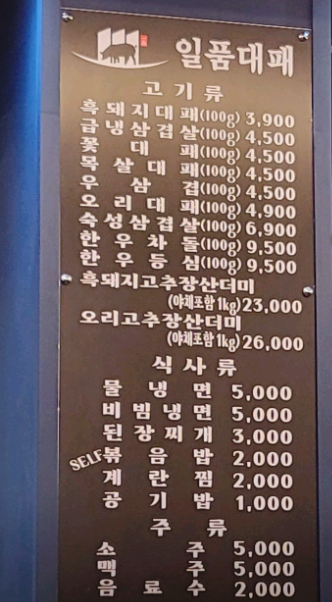 일품대패
고기류
흑돼지대패(100g) 3,900
급냉삼겹살(100g) 4,500
꽃대패(100g) 4,500
목살대패(100g) 4,500
우삼겹(100g) 4,500
오리대패(100g) 4,900
숙성삼겹살(100g) 6,900
한우차돌(100g) 9,500
한우등심(100g) 9,500
흑돼지고추장산더미
(야채포함 1kg) 23,000
오리고추장산더미
(야채포함 1kg) 26,000
식사류
물냉면 5,000
비빔냉면 5,000
된장찌개 3,000
SELF 볶음밥 2,000
계란찜 2,000
공기밥 1,000
주류
소주 5,000
맥주 5,000
음료수 2,000